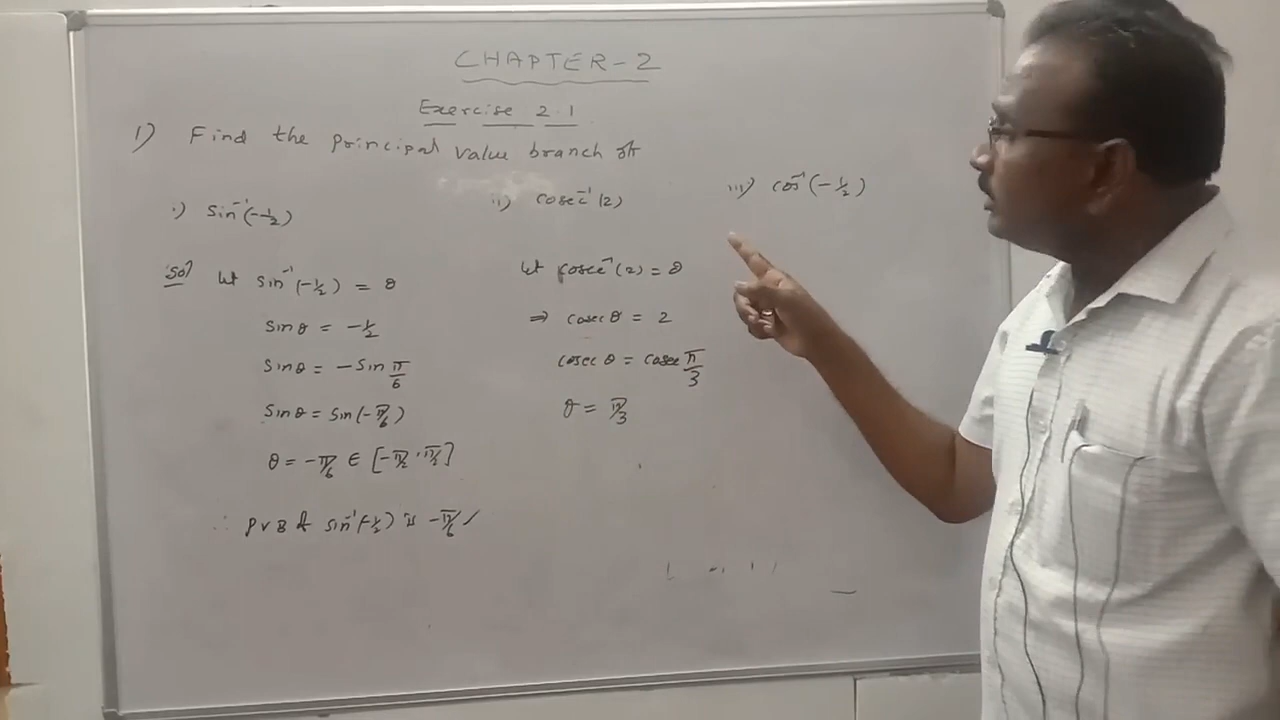 CHAPTER-2
Exercise 2.1
1) Find the principal value branch of
i) sin⁻¹(-1/2)
ii) cosec⁻¹(2)
iii) cos⁻¹(-1/2)
Sol
let sin⁻¹(-1/2) = θ
sinθ = -1/2
sinθ = -sin π/6
sinθ = sin(-π/6)
θ = -π/6 ∈ [-π/2, π/2]
∴ PVB of sin⁻¹(-1/2) is -π/6 ✓
let cosec⁻¹(2) = θ
⇒ cosec θ = 2
cosec θ = cosec π/3
θ = π/3